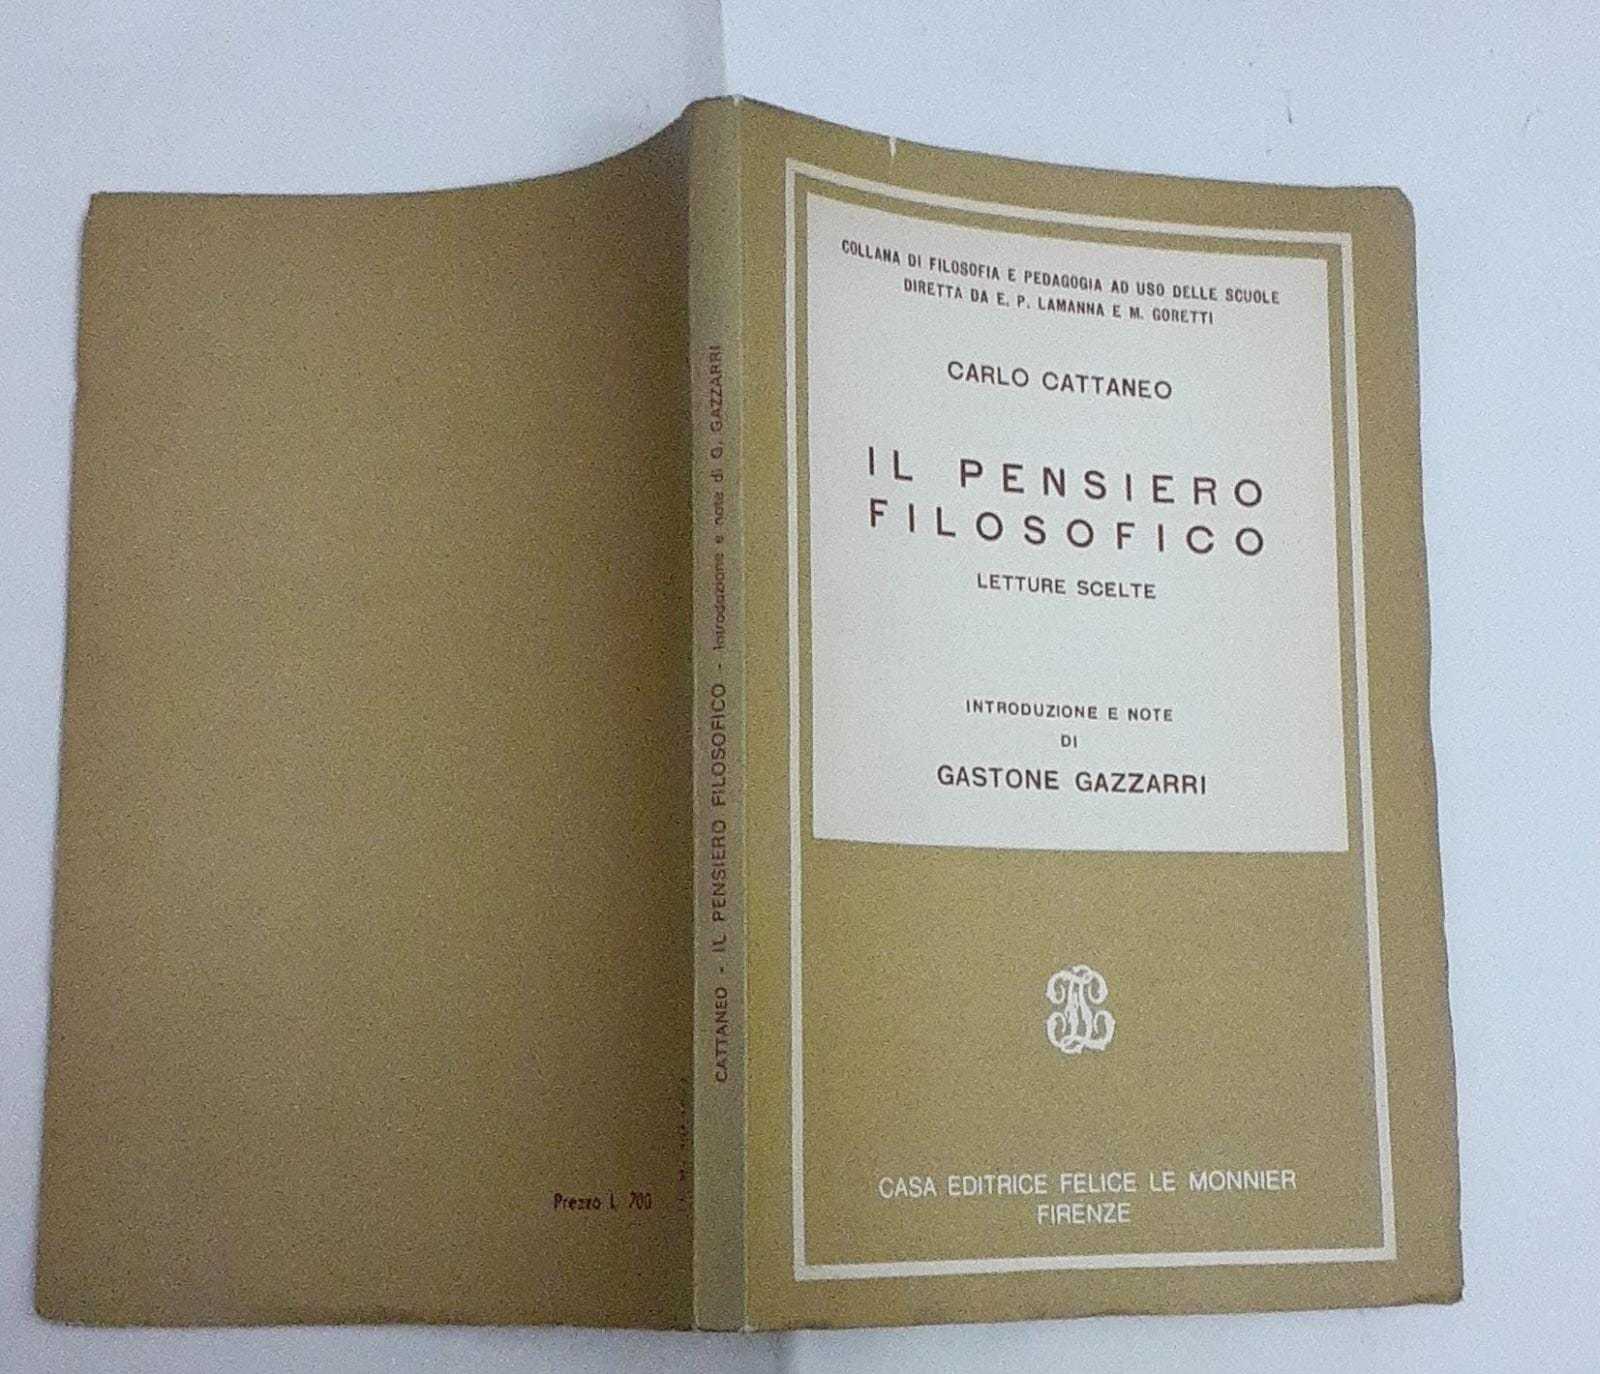 COLLANA DI FILOSOFIA E PEDAGOGIA AD USO DELLE SCUOLE
DIRETTA DA E. P. LAMANNA E M. GORETTI
CARLO CATTANEO
IL PENSIERO
FILOSOFICO
LETTURE SCELTE
INTRODUZIONE E NOTE
DI
GASTONE GAZZARRI
CASA EDITRICE FELICE LE MONNIER
FIRENZE
CATTANEO - IL PENSIERO FILOSOFICO - Introduzione e note di G. GAZZARRI
Prezzo L. 700